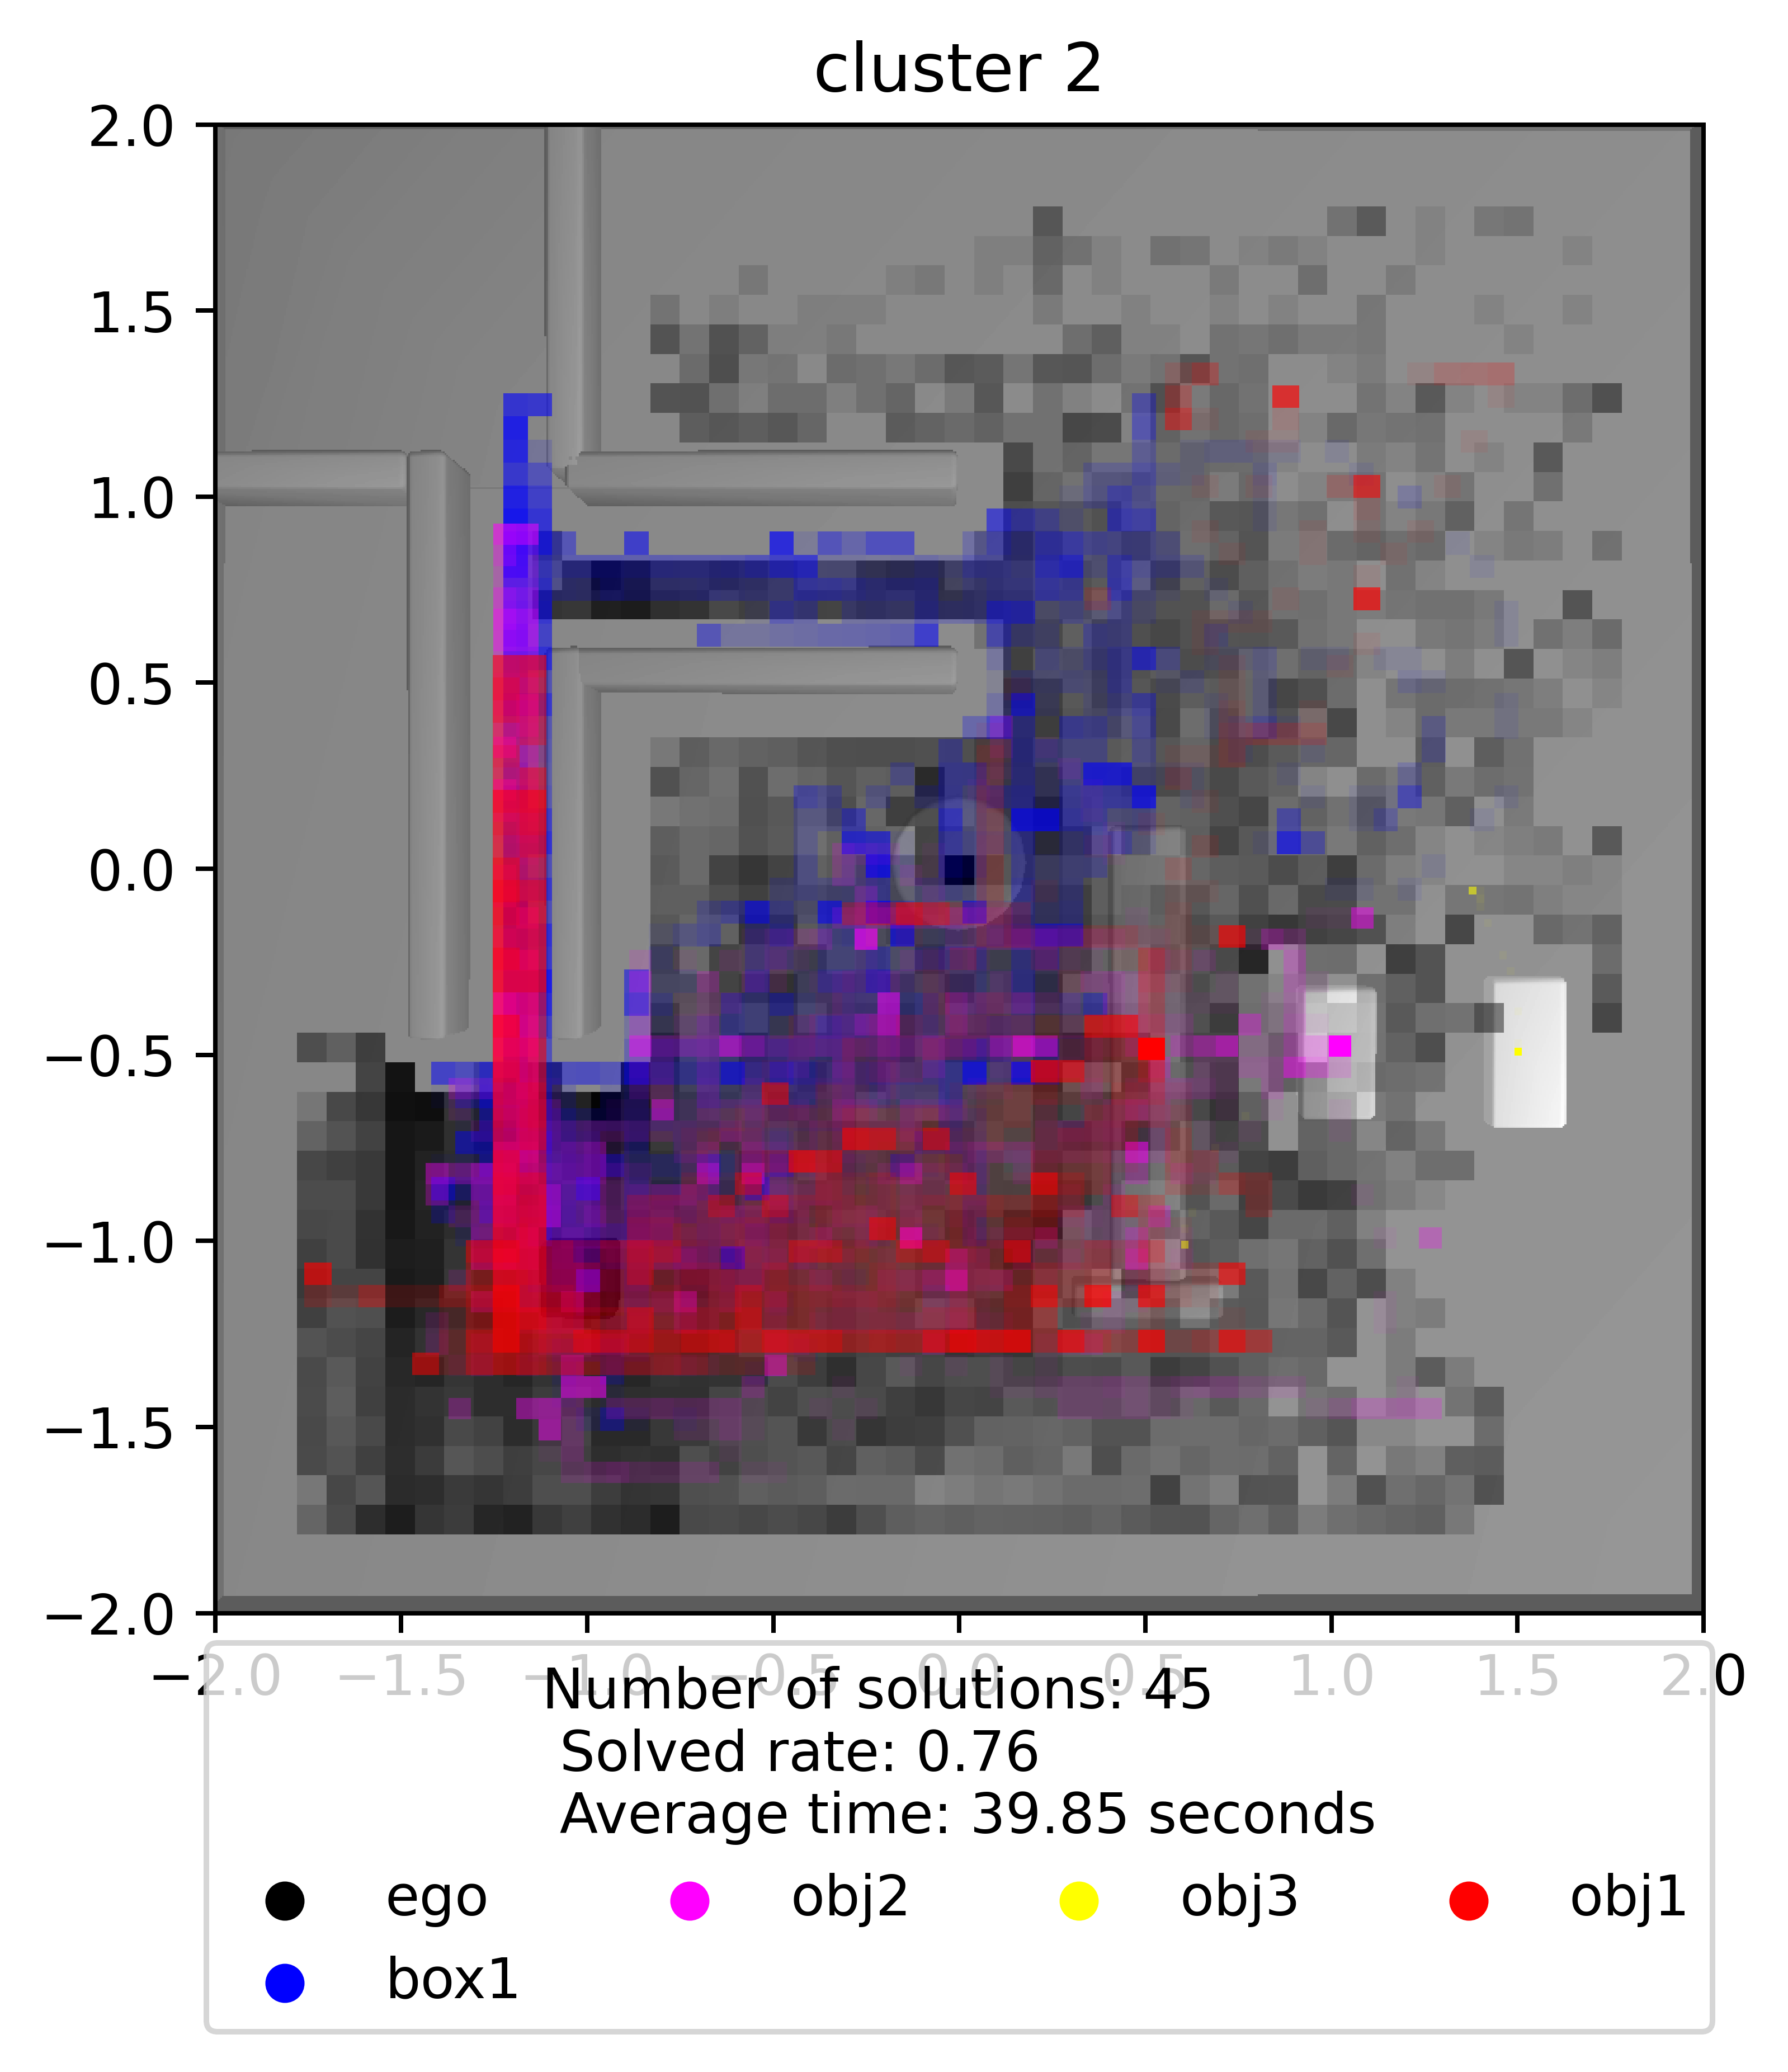 cluster 2
2.0
1.5
1.0
0.5
0.0
−0.5
−1.0
−1.5
−2.0
−2.0 −1.5 −1.0 −0.5 0.0 0.5 1.0 1.5 2.0
Number of solutions: 45
Solved rate: 0.76
Average time: 39.85 seconds
ego obj2 obj3 obj1
box1